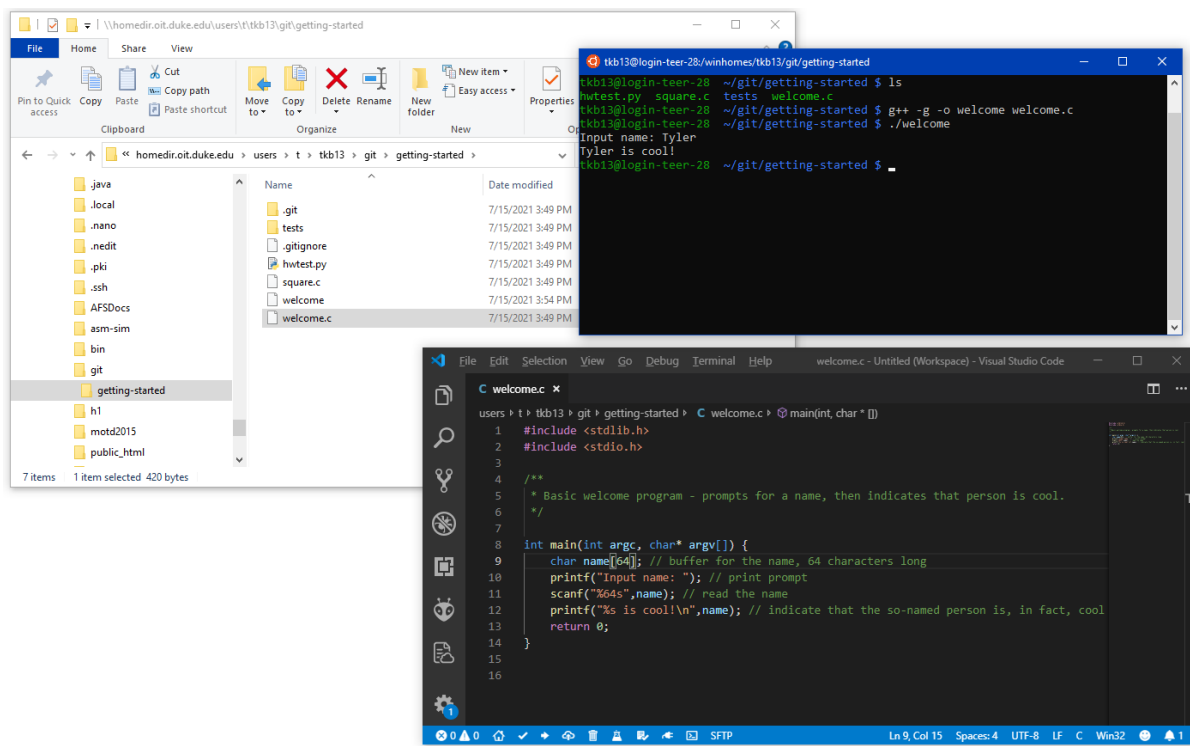 \\homedir.oit.duke.edu\users\t\tkb13\git\getting-started
File Home Share View
Pin to Quick access
Copy
Paste
Cut
Copy path
Paste shortcut
Clipboard
Move to
Copy to
Delete
Rename
Organize
New folder
New item
Easy access
New
Properties
« homedir.oit.duke.edu > users > t > tkb13 > git > getting-started >
.java
.local
.nano
.nedit
.pki
.ssh
AFSDocs
asm-sim
bin
git
getting-started
h1
motd2015
public_html
Name Date modified
.git 7/15/2021 3:49 PM
tests 7/15/2021 3:49 PM
.gitignore 7/15/2021 3:49 PM
hwtest.py 7/15/2021 3:49 PM
square.c 7/15/2021 3:49 PM
welcome 7/15/2021 3:54 PM
welcome.c 7/15/2021 3:49 PM
7 items 1 item selected 420 bytes
tkb13@login-teer-28:/winhomes/tkb13/git/getting-started
tkb13@login-teer-28 ~/git/getting-started $ ls
hwtest.py square.c tests welcome.c
tkb13@login-teer-28 ~/git/getting-started $ g++ -g -o welcome welcome.c
tkb13@login-teer-28 ~/git/getting-started $ ./welcome
Input name: Tyler
Tyler is cool!
tkb13@login-teer-28 ~/git/getting-started $
File Edit Selection View Go Debug Terminal Help welcome.c - Untitled (Workspace) - Visual Studio Code
C welcome.c ×
users ▸ t ▸ tkb13 ▸ git ▸ getting-started ▸ C welcome.c ▸ main(int, char * [])
1 #include <stdlib.h>
2 #include <stdio.h>
3
4 /**
5 * Basic welcome program - prompts for a name, then indicates that person is cool.
6 */
7
8 int main(int argc, char* argv[]) {
9 char name[64]; // buffer for the name, 64 characters long
10 printf("Input name: "); // print prompt
11 scanf("%64s",name); // read the name
12 printf("%s is cool!\n",name); // indicate that the so-named person is, in fact, cool
13 return 0;
14 }
15
16
1
0 0 SFTP Ln 9, Col 15 Spaces: 4 UTF-8 LF C Win32 1